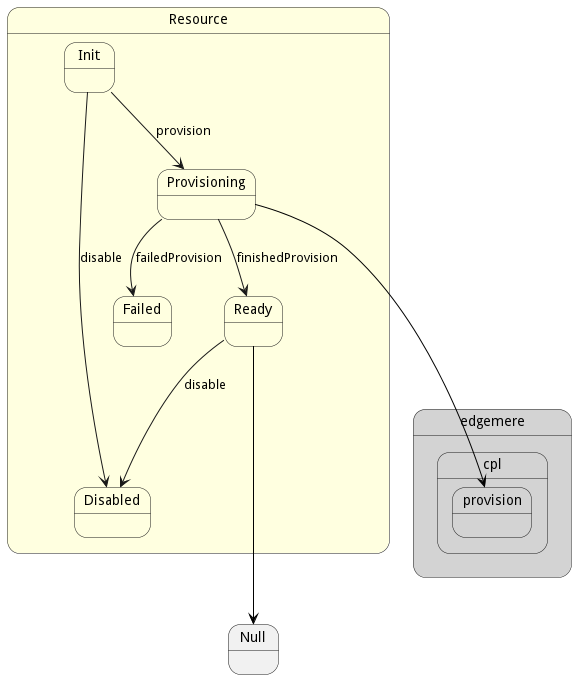 Resource
Init
provision
Provisioning
disable
failedProvision
finishedProvision
Failed
Ready
disable
edgemere
cpl
Disabled
provision
Null